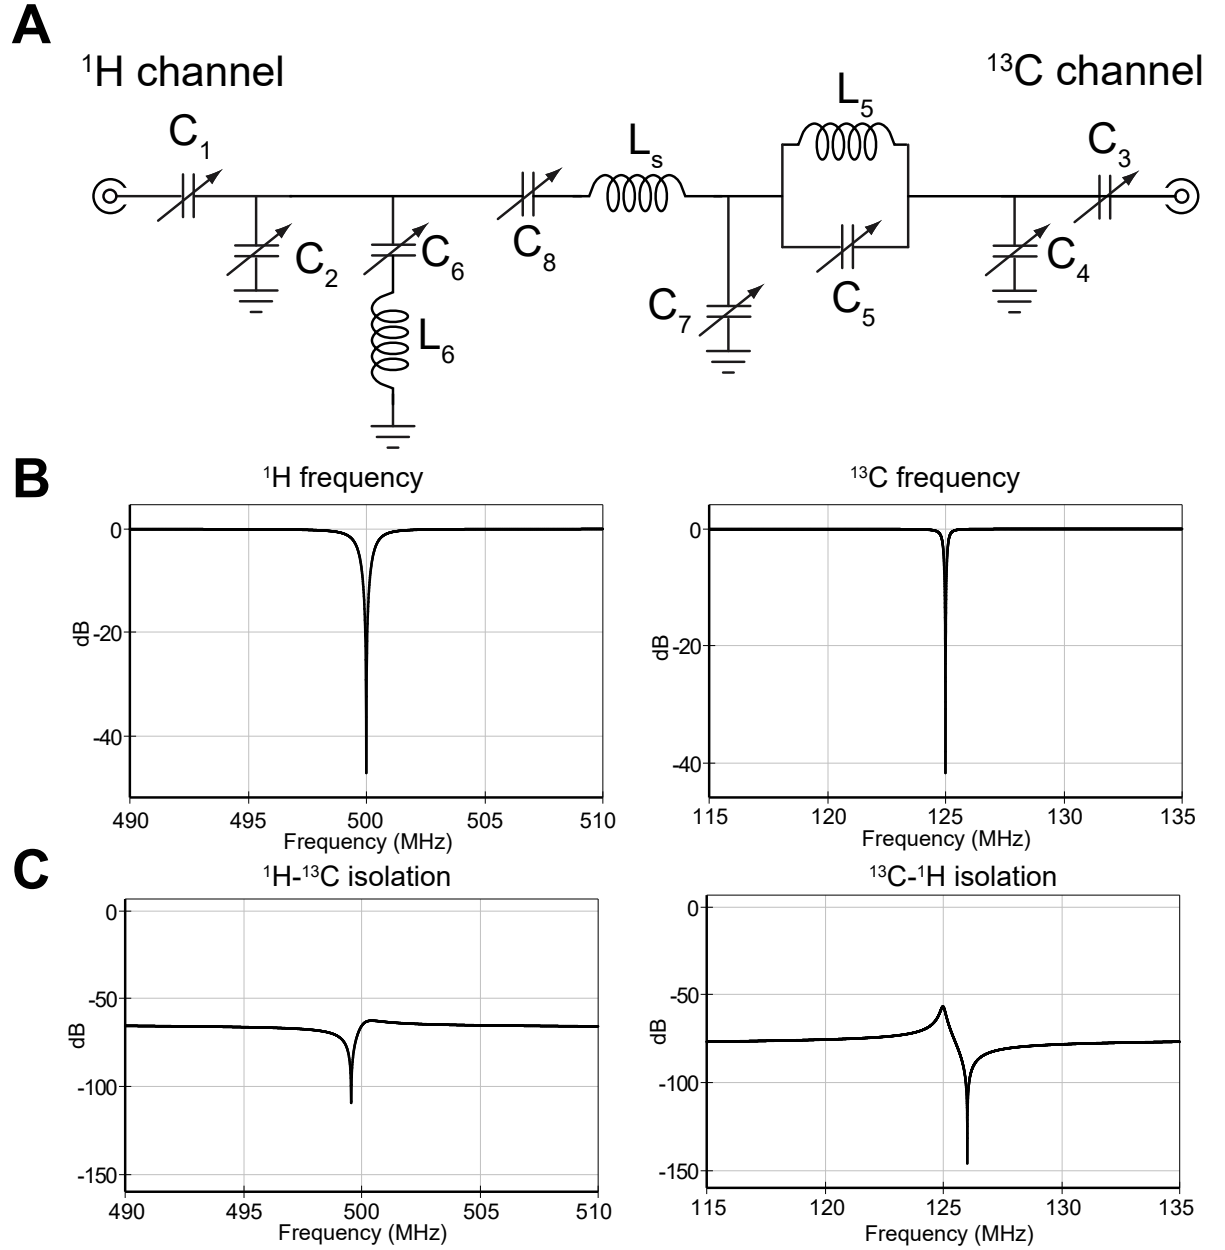 A
¹H channel
¹³C channel
C₁
C₂
C₆
L₆
C₈
Lₛ
C₇
L₅
C₅
C₄
C₃
B
¹H frequency
¹³C frequency
0
-20
-40
dB
490 495 500 505 510
Frequency (MHz)
0
-20
-40
dB
115 120 125 130 135
Frequency (MHz)
C
¹H-¹³C isolation
¹³C-¹H isolation
0
-50
-100
-150
dB
490 495 500 505 510
Frequency (MHz)
0
-50
-100
-150
dB
115 120 125 130 135
Frequency (MHz)